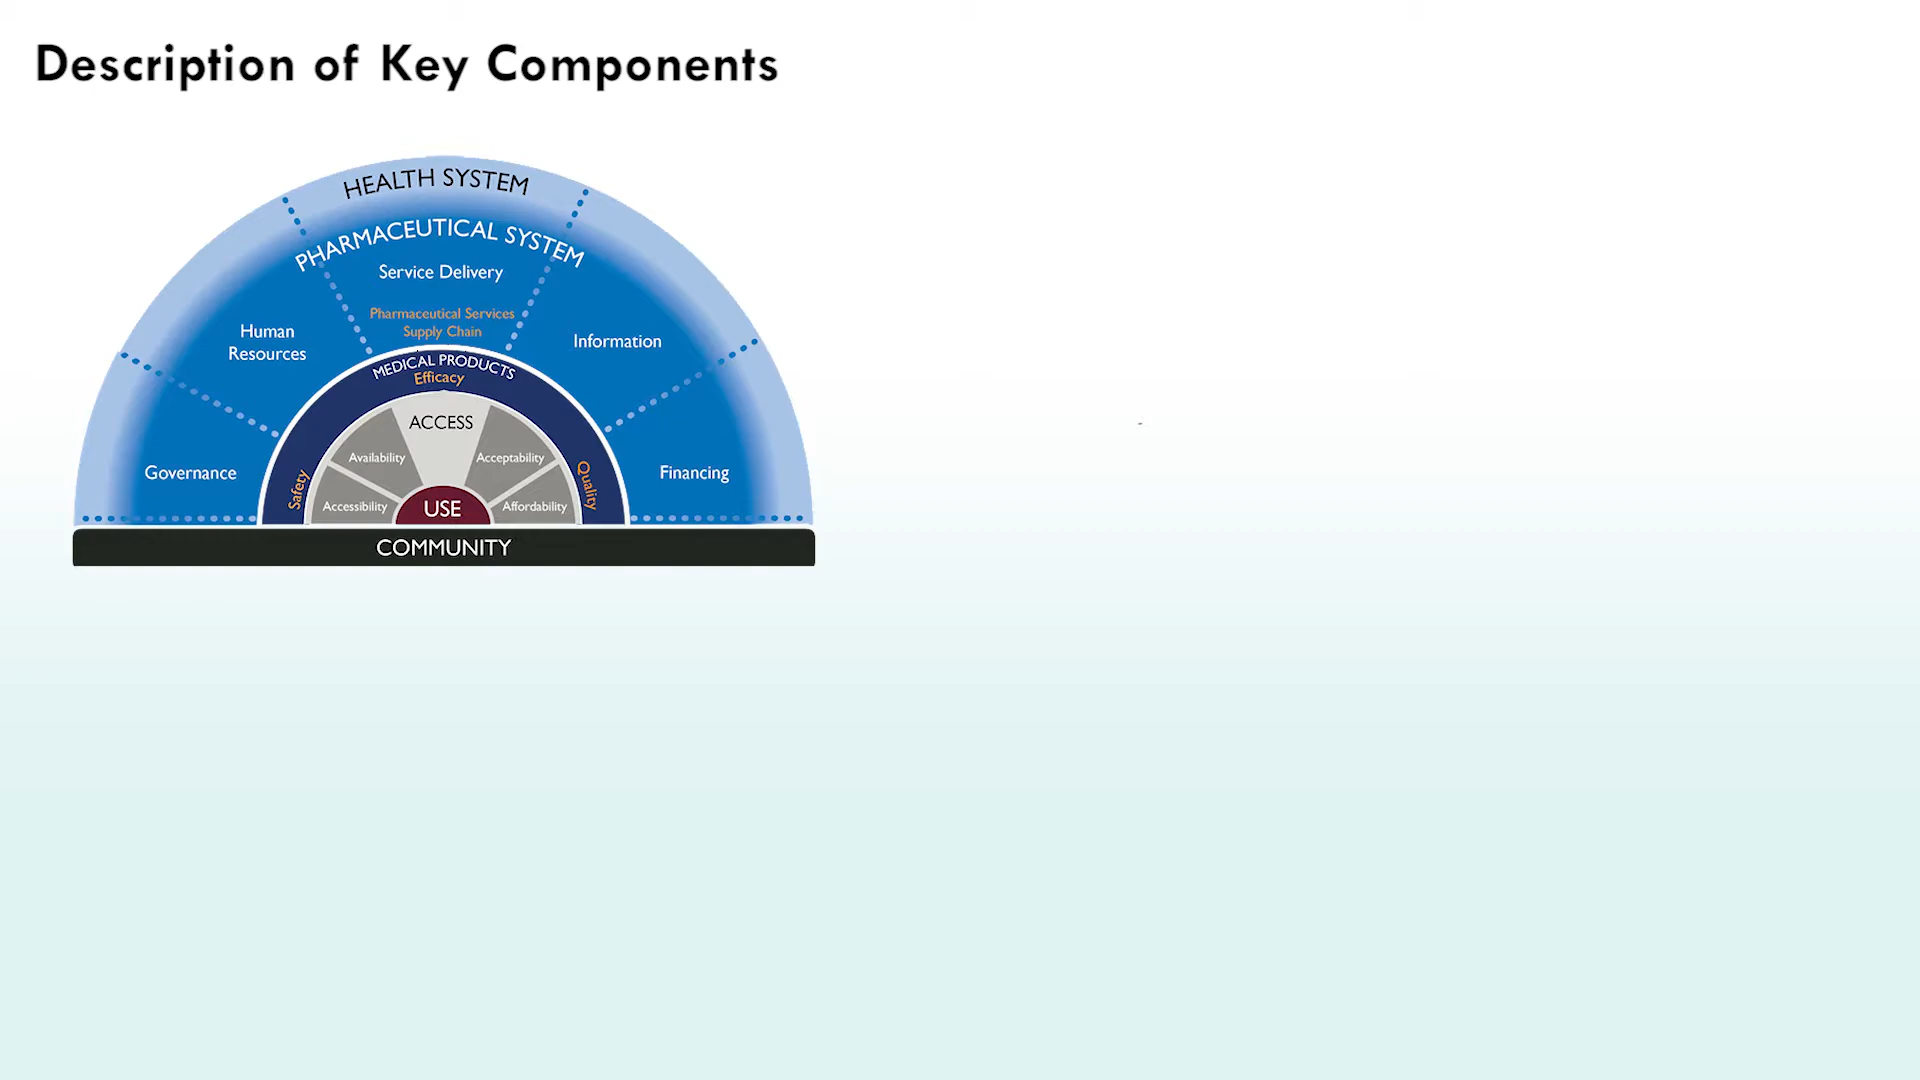 Description of Key Components
HEALTH SYSTEM
PHARMACEUTICAL SYSTEM
Service Delivery
Pharmaceutical Services
Supply Chain
Human
Resources
Information
MEDICAL PRODUCTS
Efficacy
ACCESS
Availability
Acceptability
Governance
Safety
Quality
Financing
Accessibility
USE
Affordability
COMMUNITY